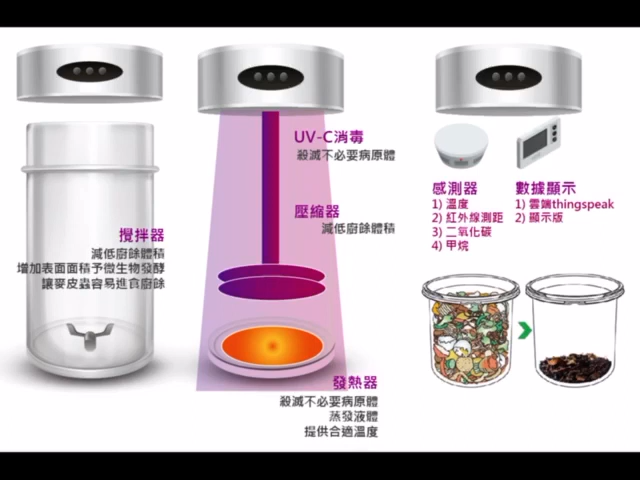 攪拌器
減低廚餘體積
增加表面面積予微生物發酵
讓麥皮蟲容易進食廚餘
UV-C消毒
殺滅不必要病原體
壓縮器
減低廚餘體積
發熱器
殺滅不必要病原體
蒸發液體
提供合適溫度
感測器
1) 溫度
2) 紅外線測距
3) 二氧化碳
4) 甲烷
數據顯示
1) 雲端thingspeak
2) 顯示版